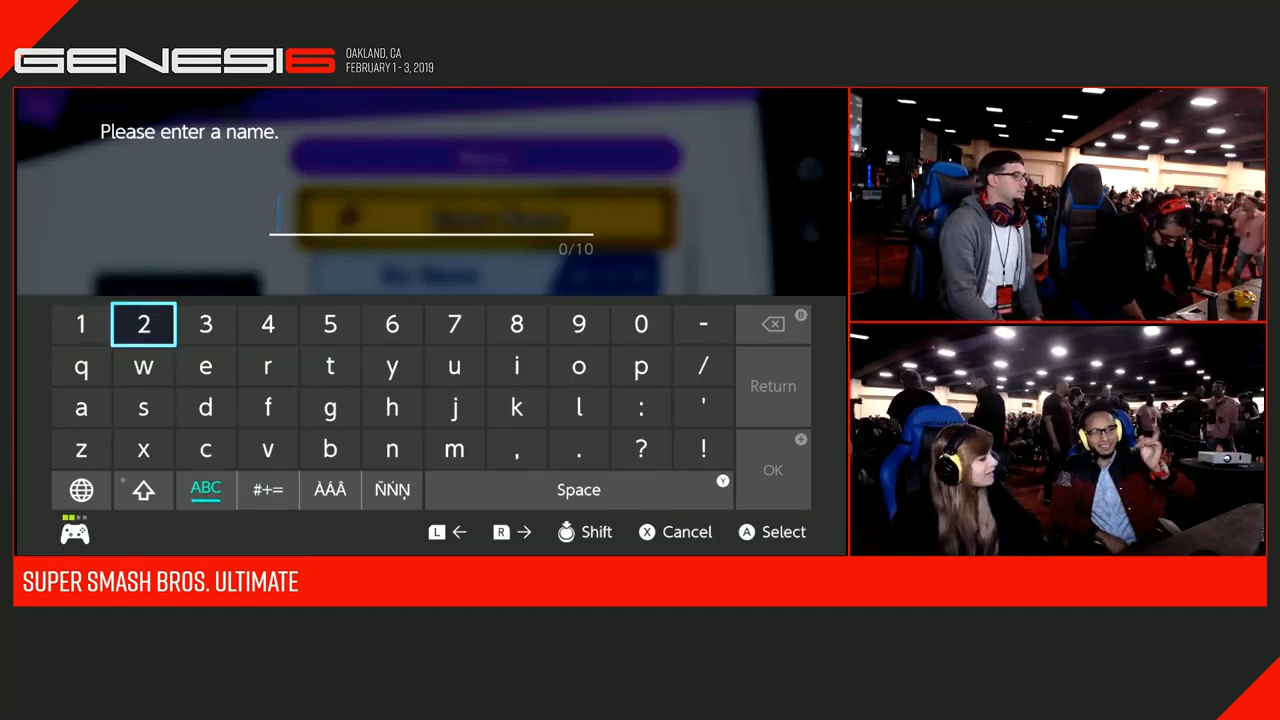 GENESIS6
OAKLAND, CA
FEBRUARY 1 - 3, 2019
Please enter a name.
0/10
1 2 3 4 5 6 7 8 9 0 -
q w e r t y u i o p /
Return
a s d f g h j k l : '
z x c v b n m , . ? !
OK
ABC #+= ÀÁÂ ÑŃŅ Space
L ← R → Shift X Cancel A Select
SUPER SMASH BROS. ULTIMATE